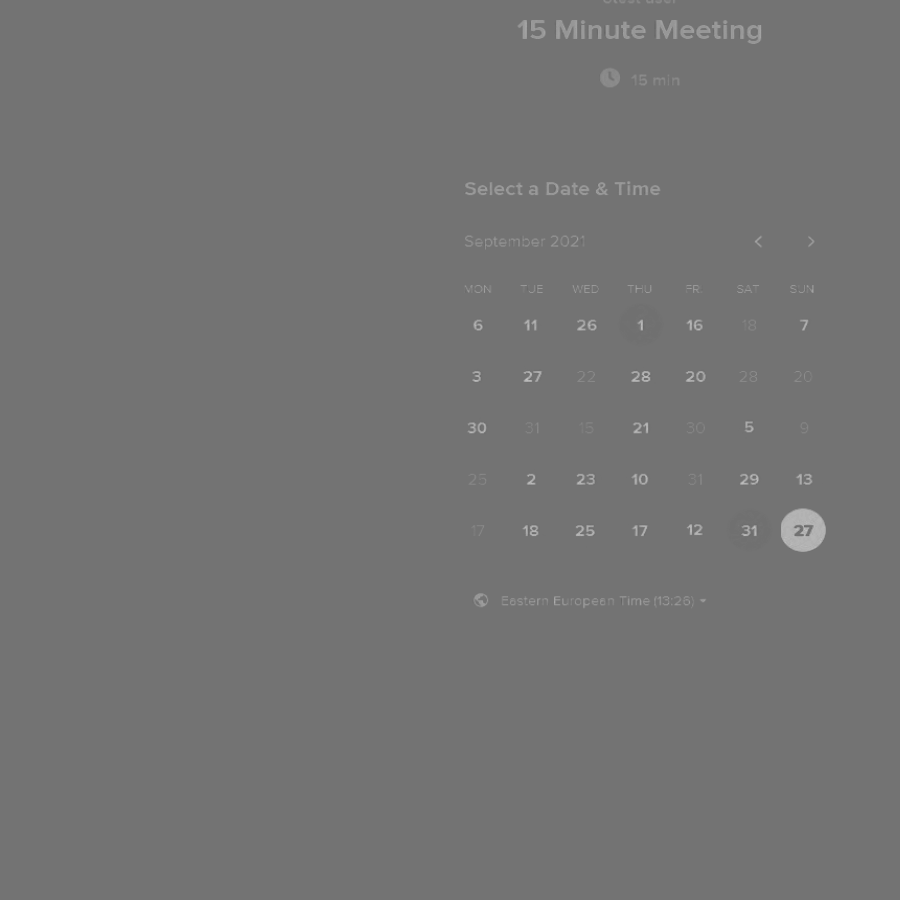 15 Minute Meeting
15 min
Select a Date & Time
September 2021
MON TUE WED THU FRI SAT SUN
6 11 26 1 16 18 7
3 27 22 28 20 28 20
30 31 15 21 30 5 9
25 2 23 10 31 29 13
17 18 25 17 12 31 27
Eastern European Time (13:26)